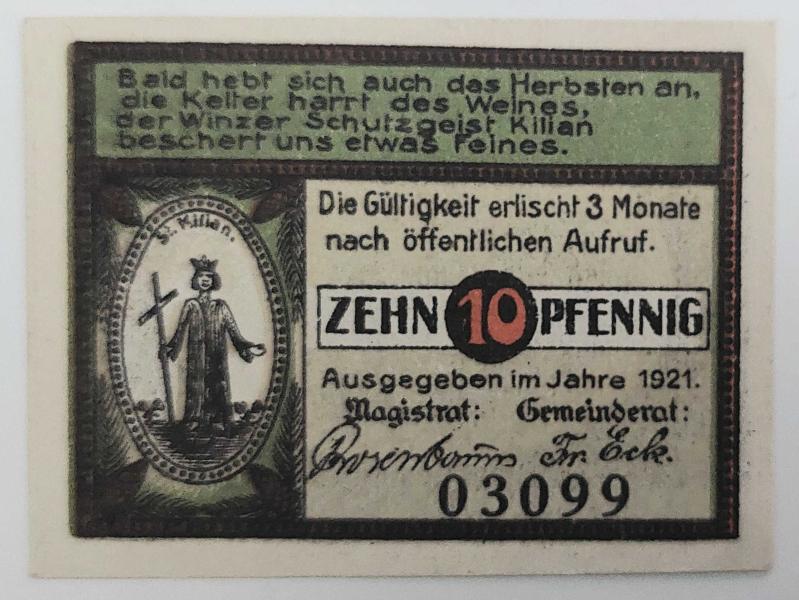 Bald hebt sich auch das Herbsten an,
die Kelter harrt des Weines,
der Winzer Schutzgeist Kilian
beschert uns etwas Feines.
St. Kilian.
Die Gültigkeit erlischt 3 Monate
nach öffentlichen Aufruf.
ZEHN 10 PFENNIG
Ausgegeben im Jahre 1921.
Magistrat: Gemeinderat:
Rosenbaum Fr. Eck.
03099